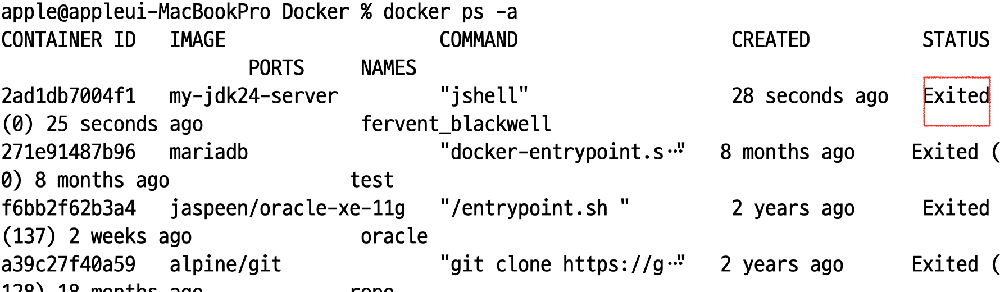 apple@appleui-MacBookPro Docker % docker ps -a
CONTAINER ID   IMAGE                   COMMAND                   CREATED          STATUS
                      PORTS     NAMES
2ad1db7004f1   my-jdk24-server         "jshell"                  28 seconds ago   Exited
(0) 25 seconds ago              fervent_blackwell
271e91487b96   mariadb                 "docker-entrypoint.s…"   8 months ago     Exited (
0) 8 months ago                test
f6bb2f62b3a4   jaspeen/oracle-xe-11g   "/entrypoint.sh "         2 years ago      Exited
(137) 2 weeks ago               oracle
a39c27f40a59   alpine/git              "git clone https://g…"   2 years ago      Exited (
128) 18 months ago             repo